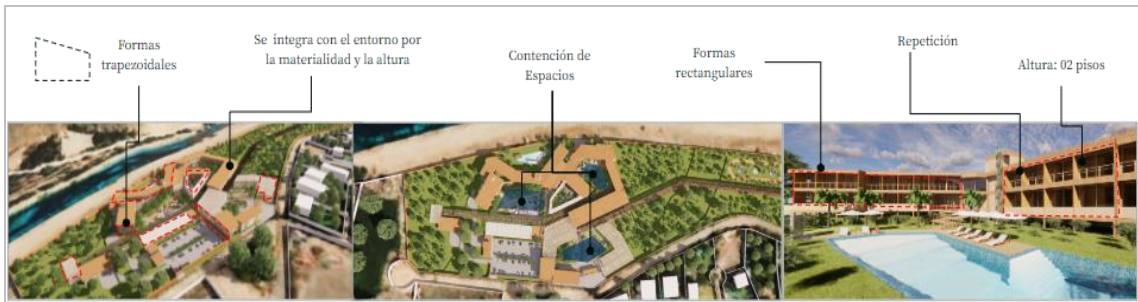 Formas
trapezoidales
Se integra con el entorno por
la materialidad y la altura
Contención de
Espacios
Formas
rectangulares
Repetición
Altura: 02 pisos